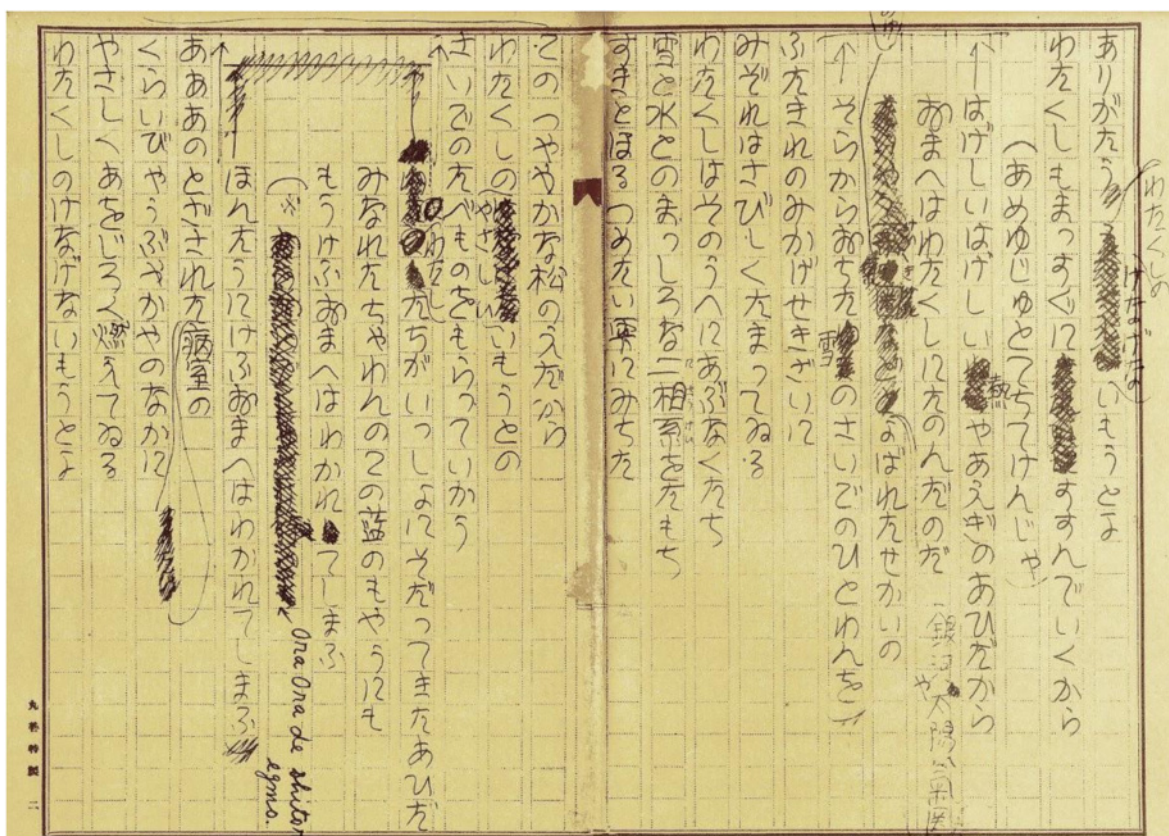 ありがたう いもうとよ
わたくしの けなげな
わたくしもまっすぐにすすんでいくから
(あめゆじゅとてちてけんじや)
はげしいはげしい熱やあえぎのあひだから
おまへはわたくしにたのんだのだ
銀河や太陽
よばれたせかいの
そらからおちた雪のさいごのひとわんを
ふたきれのみかげせきざいに
みぞれはさびしくたまってゐる
わたくしはそのうへにあぶなくたち
雪と水とのまっしろな二相系をたもち
すきとほるつめたい雫にみちた
このつややかな松のえだから
わたくしのやさしいいもうとの
さいごのたべものをもらっていかう
わたしたちがいっしょにそだってきたあひだ
みなれたちやわんのこの藍のもやうにも
もうけふおまへはわかれてしまふ
Ora Ora de shitori egmo.
ほんたうにけふおまへはわかれてしまふ
あああのとざされた病室の
くらいびやうぶやかやのなかに
やさしくあをじろく燃えてゐる
わたくしのけなげないもうとよ
丸善特製 二